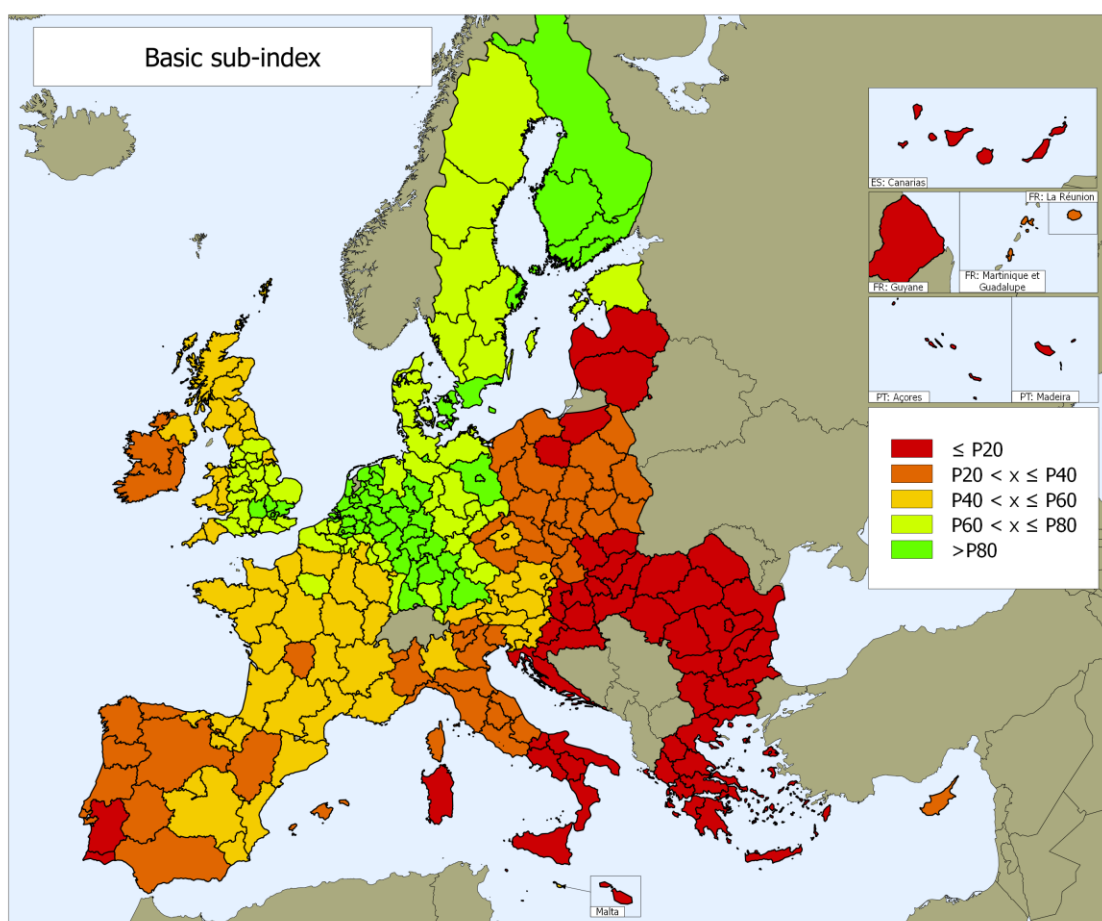 Basic sub-index
ES: Canarias
FR: La Réunion
FR: Guyane
FR: Martinique et
Guadalupe
PT: Açores
PT: Madeira
≤ P20
P20 < x ≤ P40
P40 < x ≤ P60
P60 < x ≤ P80
>P80
Malta